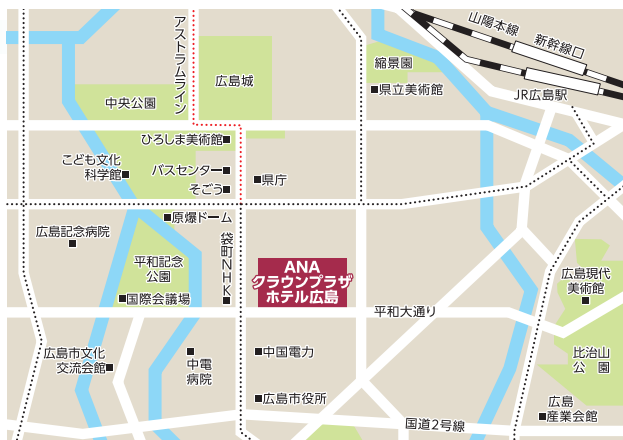 アストラムライン
山陽本線
新幹線口
JR広島駅
広島城
縮景園
県立美術館
中央公園
ひろしま美術館
こども文化
科学館
バスセンター
そごう
県庁
原爆ドーム
広島記念病院
平和記念
公園
袋町NHK
国際会議場
ANA
クラウンプラザ
ホテル広島
平和大通り
広島現代
美術館
比治山
公園
広島市文化
交流会館
中電
病院
中国電力
広島市役所
国道2号線
広島
産業会館